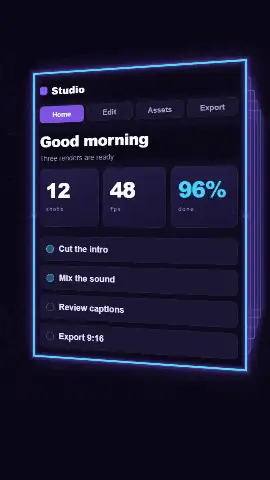 Studio
Home Edit Assets Export
Good morning
Three renders are ready
12 48 96%
shots fps done
Cut the intro
Mix the sound
Review captions
Export 9:16